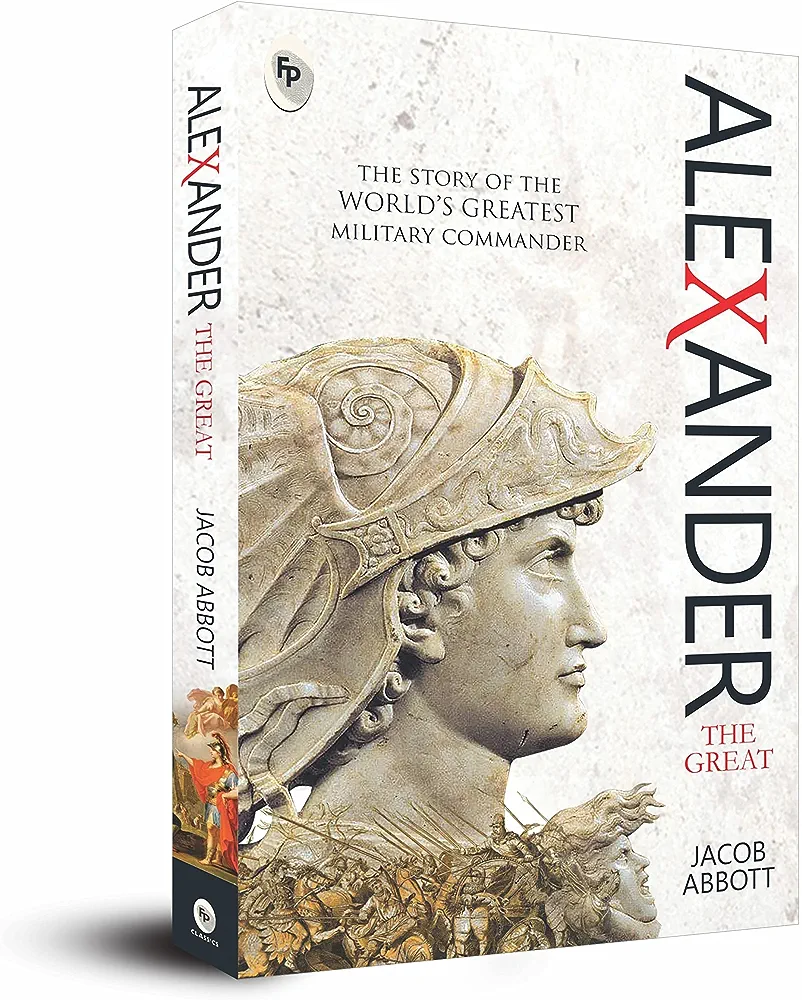 FP
THE STORY OF THE
WORLD'S GREATEST
MILITARY COMMANDER
ALEXANDER
THE
GREAT
JACOB
ABBOTT
ALEXANDER THE GREAT
JACOB ABBOTT
FP
CLASSICS